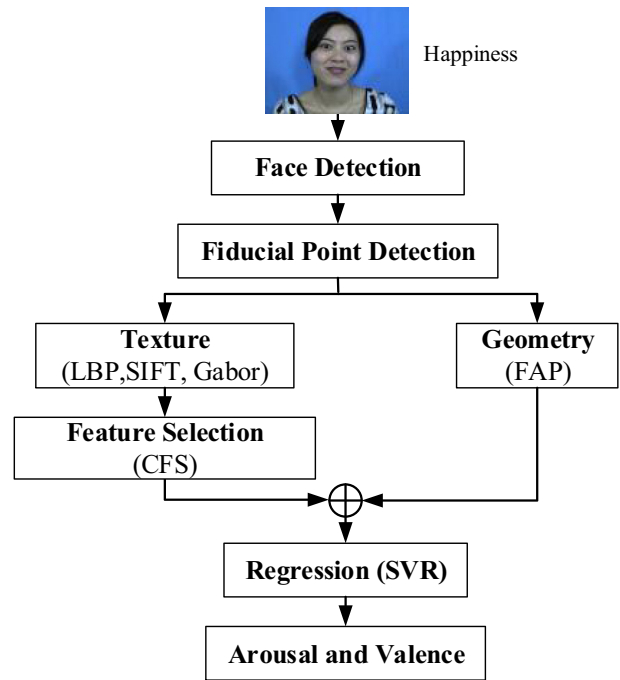 Happiness
Face Detection
Fiducial Point Detection
Texture
(LBP,SIFT, Gabor)
Geometry
(FAP)
Feature Selection
(CFS)
Regression (SVR)
Arousal and Valence